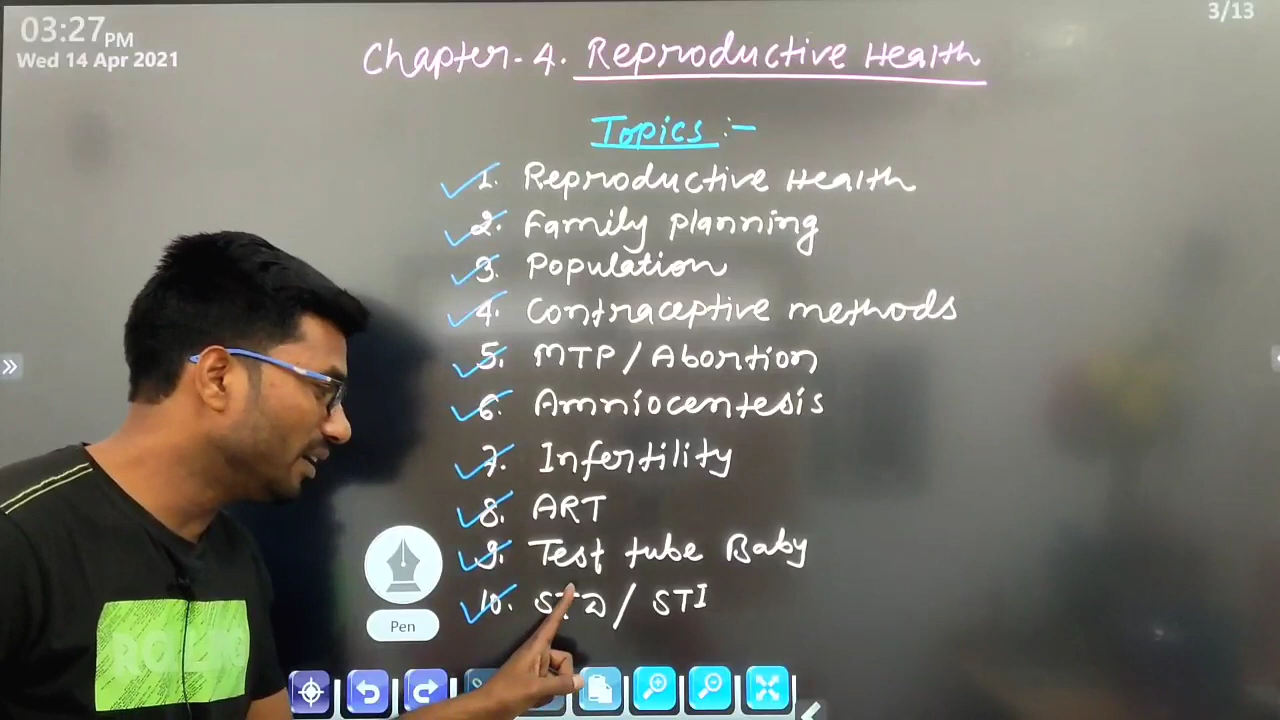 03:27PM
3/13
Wed 14 Apr 2021
Chapter-4. Reproductive Health
Topics :-
1. Reproductive Health
2. Family planning
3. Population
4. Contraceptive methods
5. MTP/Abortion
6. Amniocentesis
7. Infertility
8. ART
9. Test tube Baby
10. STD/ STI
Pen